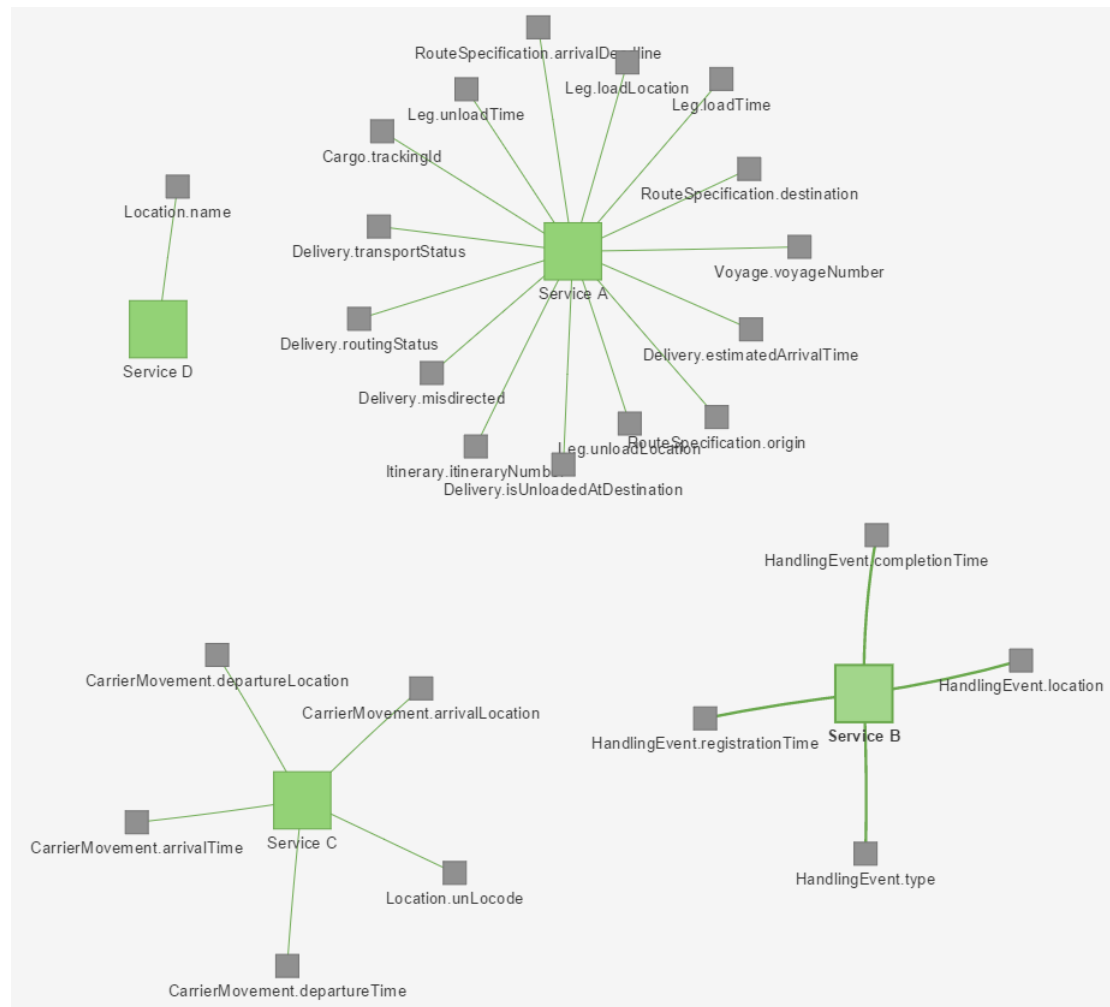 RouteSpecification.arrivalDeadline
Leg.loadLocation
Leg.loadTime
Leg.unloadTime
Cargo.trackingId
RouteSpecification.destination
Location.name
Delivery.transportStatus
Voyage.voyageNumber
Service A
Delivery.routingStatus
Delivery.estimatedArrivalTime
Service D
Delivery.misdirected
RouteSpecification.origin
Leg.unloadLocation
Itinerary.itineraryNumber
Delivery.isUnloadedAtDestination
HandlingEvent.completionTime
CarrierMovement.departureLocation
HandlingEvent.location
CarrierMovement.arrivalLocation
Service B
HandlingEvent.registrationTime
Service C
CarrierMovement.arrivalTime
HandlingEvent.type
Location.unLocode
CarrierMovement.departureTime